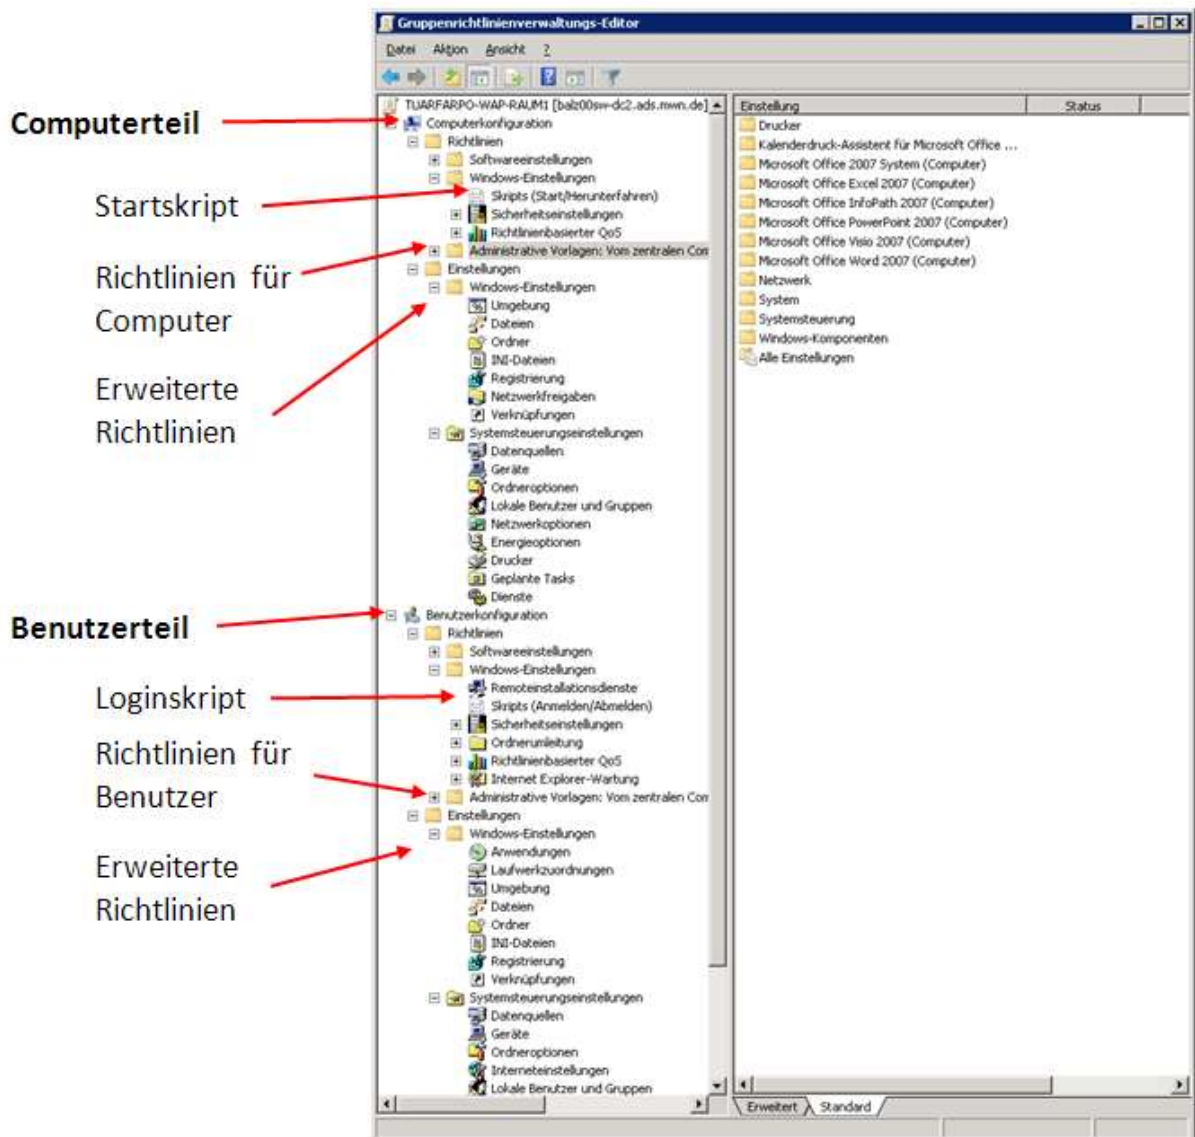 Gruppenrichtlinienverwaltungs-Editor
Datei Aktion Ansicht ?
Computerteil
Startskript
Richtlinien für
Computer
Erweiterte
Richtlinien
Benutzerteil
Loginskript
Richtlinien für
Benutzer
Erweiterte
Richtlinien
TUARFARPO-WAP-RAUM1 [balz00sw-dc2.ads.mwn.de]
Computerkonfiguration
Richtlinien
Softwareeinstellungen
Windows-Einstellungen
Skripts (Start/Herunterfahren)
Sicherheitseinstellungen
Richtlinienbasierter QoS
Administrative Vorlagen: Vom zentralen Com
Einstellungen
Windows-Einstellungen
Umgebung
Dateien
Ordner
INI-Dateien
Registrierung
Netzwerkfreigaben
Verknüpfungen
Systemsteuerungseinstellungen
Datenquellen
Geräte
Ordneroptionen
Lokale Benutzer und Gruppen
Netzwerkoptionen
Energieoptionen
Drucker
Geplante Tasks
Dienste
Benutzerkonfiguration
Richtlinien
Softwareeinstellungen
Windows-Einstellungen
Remoteinstallationsdienste
Skripts (Anmelden/Abmelden)
Sicherheitseinstellungen
Ordnerumleitung
Richtlinienbasierter QoS
Internet Explorer-Wartung
Administrative Vorlagen: Vom zentralen Com
Einstellungen
Windows-Einstellungen
Anwendungen
Laufwerkzuordnungen
Umgebung
Dateien
Ordner
INI-Dateien
Registrierung
Verknüpfungen
Systemsteuerungseinstellungen
Datenquellen
Geräte
Ordneroptionen
Interneteinstellungen
Lokale Benutzer und Gruppen
Einstellung Status
Drucker
Kalenderdruck-Assistent für Microsoft Office ...
Microsoft Office 2007 System (Computer)
Microsoft Office Excel 2007 (Computer)
Microsoft Office InfoPath 2007 (Computer)
Microsoft Office PowerPoint 2007 (Computer)
Microsoft Office Visio 2007 (Computer)
Microsoft Office Word 2007 (Computer)
Netzwerk
System
Systemsteuerung
Windows-Komponenten
Alle Einstellungen
Erweitert Standard